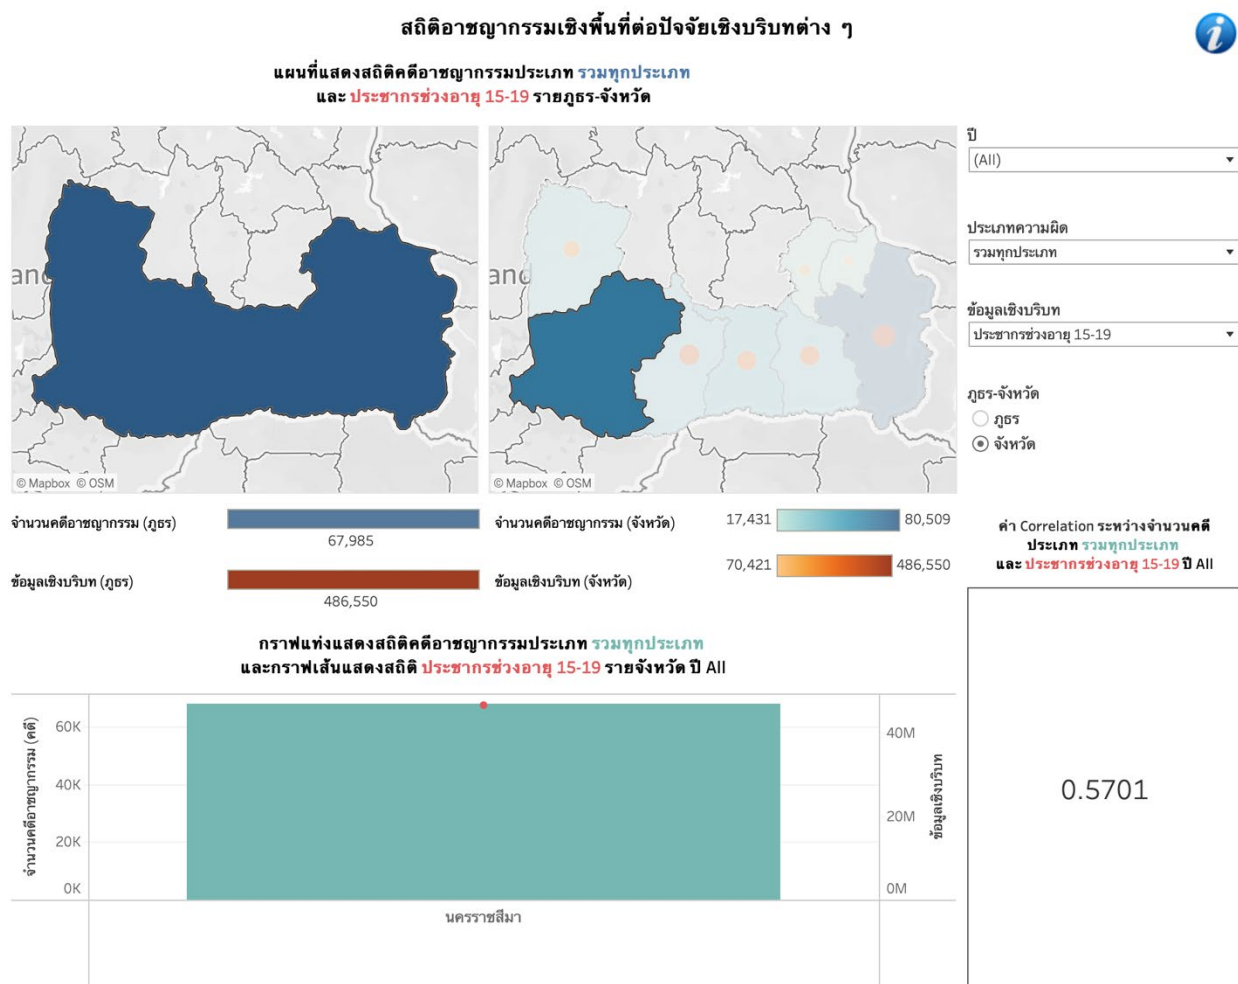 สถิติอาชญากรรมเชิงพื้นที่ต่อปัจจัยเชิงบริบทต่าง ๆ
i
แผนที่แสดงสถิติคดีอาชญากรรมประเภท รวมทุกประเภท
และ ประชากรช่วงอายุ 15-19 รายภูธร-จังหวัด
and
© Mapbox © OSM
and
© Mapbox © OSM
ปี
(All)
ประเภทความผิด
รวมทุกประเภท
ข้อมูลเชิงบริบท
ประชากรช่วงอายุ 15-19
ภูธร-จังหวัด
ภูธร
จังหวัด
จำนวนคดีอาชญากรรม (ภูธร)
67,985
จำนวนคดีอาชญากรรม (จังหวัด)
17,431 80,509
ข้อมูลเชิงบริบท (ภูธร)
486,550
ข้อมูลเชิงบริบท (จังหวัด)
70,421 486,550
ค่า Correlation ระหว่างจำนวนคดี
ประเภท รวมทุกประเภท
และ ประชากรช่วงอายุ 15-19 ปี All
0.5701
กราฟแท่งแสดงสถิติคดีอาชญากรรมประเภท รวมทุกประเภท
และกราฟเส้นแสดงสถิติ ประชากรช่วงอายุ 15-19 รายจังหวัด ปี All
จำนวนคดีอาชญากรรม (คดี)
60K
40K
20K
0K
40M
20M
0M
ข้อมูลเชิงบริบท
นครราชสีมา